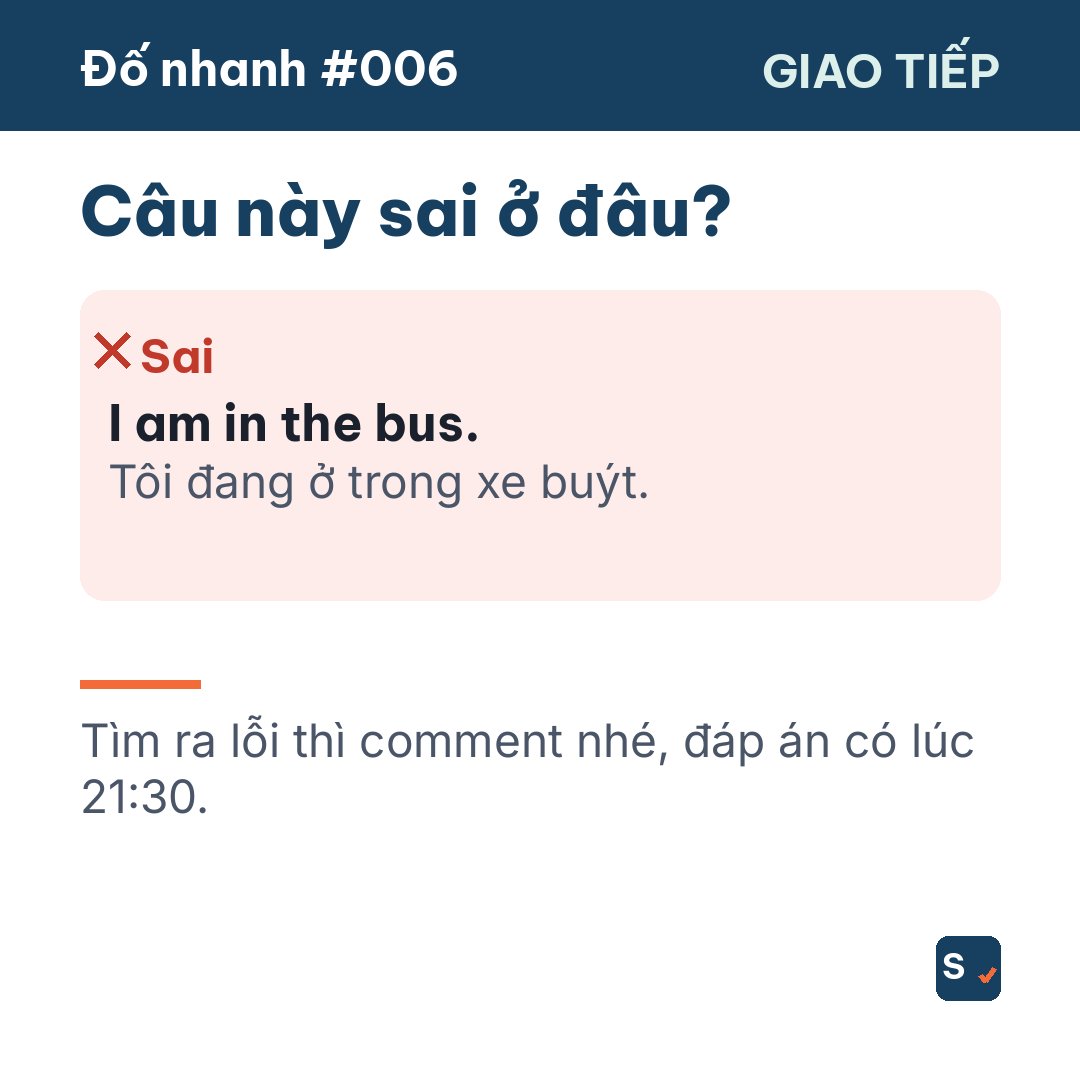 Đố nhanh #006
GIAO TIẾP
Câu này sai ở đâu?
Sai
I am in the bus.
Tôi đang ở trong xe buýt.
Tìm ra lỗi thì comment nhé, đáp án có lúc
21:30.
S